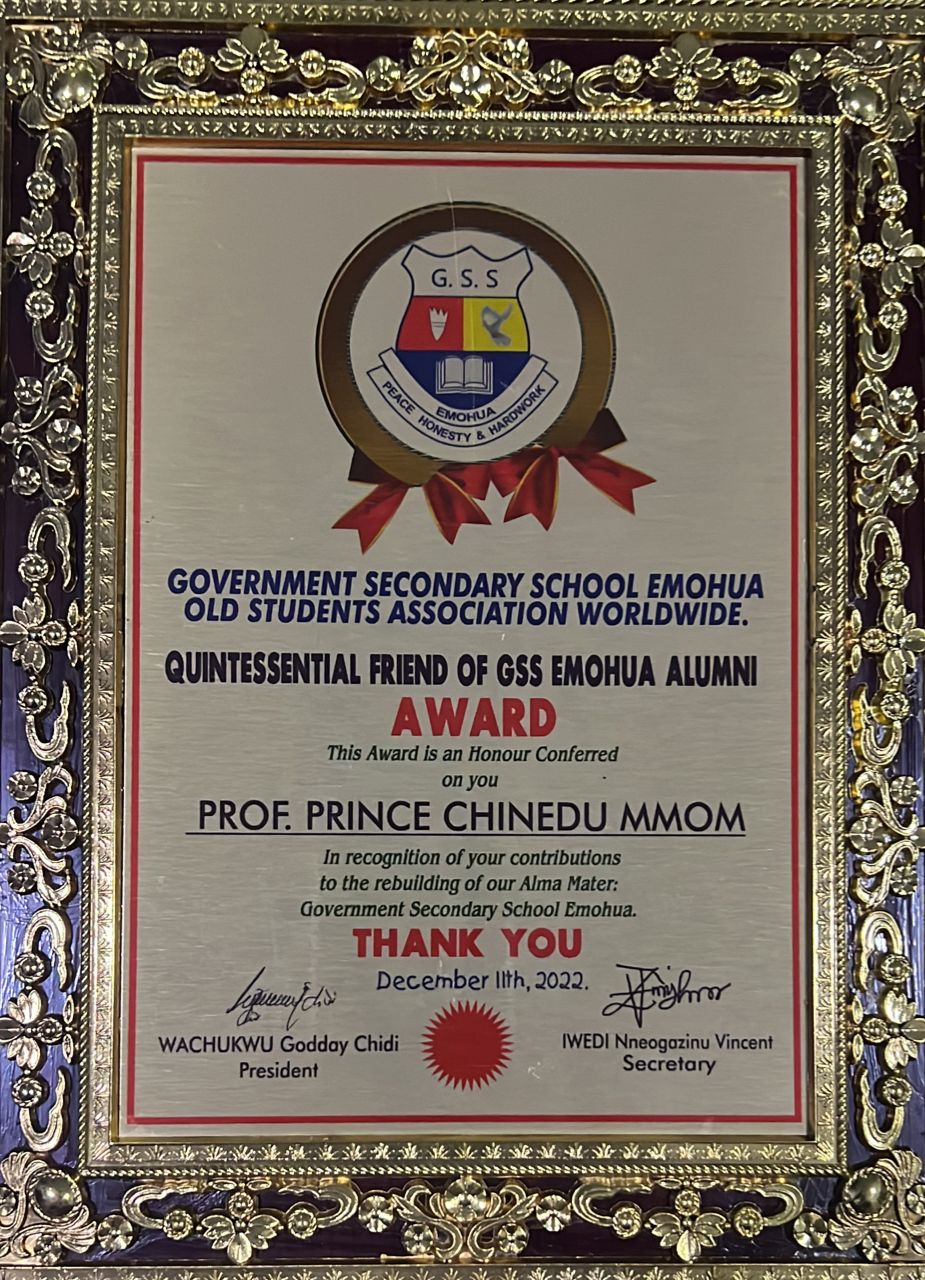 G. S. S
EMOHUA
PEACE HONESTY & HARDWORK
GOVERNMENT SECONDARY SCHOOL EMOHUA
OLD STUDENTS ASSOCIATION WORLDWIDE.
QUINTESSENTIAL FRIEND OF GSS EMOHUA ALUMNI
AWARD
This Award is an Honour Conferred
on you
PROF. PRINCE CHINEDU MMOM
In recognition of your contributions
to the rebuilding of our Alma Mater:
Government Secondary School Emohua.
THANK YOU
December 11th, 2022.
WACHUKWU Godday Chidi
President
IWEDI Nneogazinu Vincent
Secretary